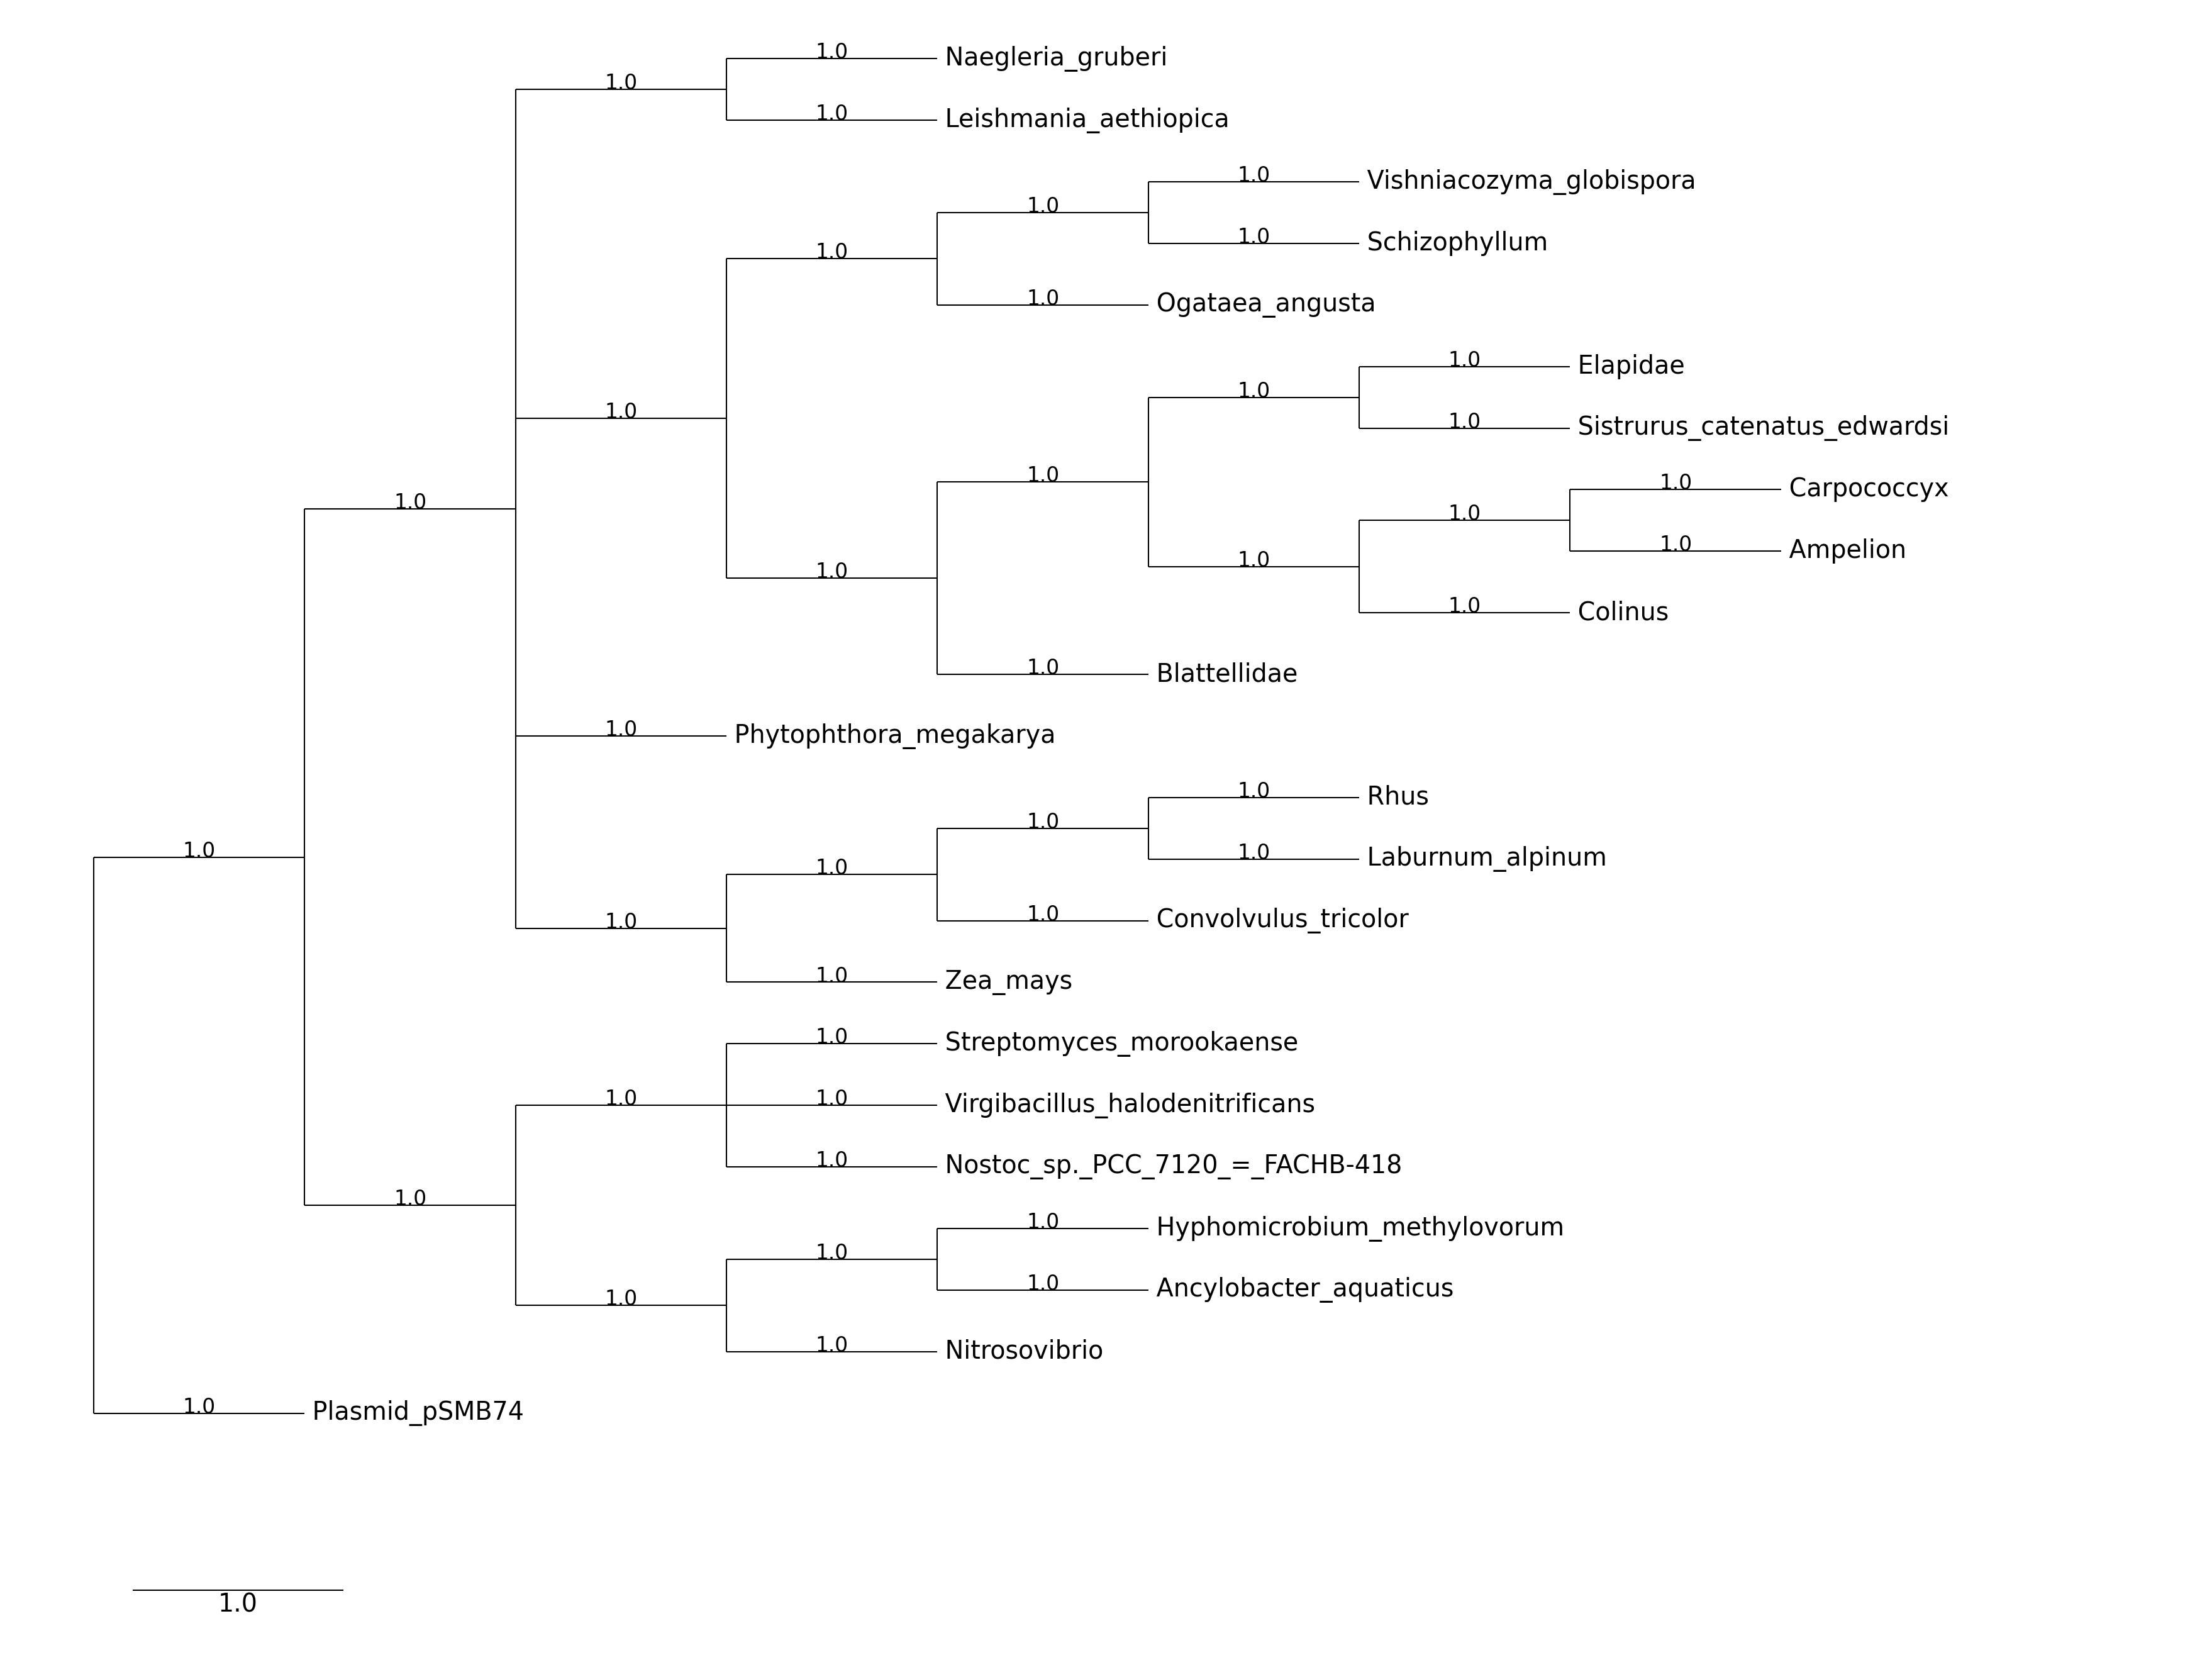 1.0
Naegleria_gruberi
1.0
1.0
Leishmania_aethiopica
1.0
Vishniacozyma_globispora
1.0
1.0
Schizophyllum
1.0
1.0
Ogataea_angusta
1.0
Elapidae
1.0
1.0
1.0
Sistrurus_catenatus_edwardsi
1.0
1.0
Carpococcyx
1.0
1.0
1.0
Ampelion
1.0
1.0
1.0
Colinus
1.0
Blattellidae
1.0
Phytophthora_megakarya
1.0
Rhus
1.0
1.0
Laburnum_alpinum
1.0
1.0
Convolvulus_tricolor
1.0
1.0
1.0
Zea_mays
1.0
Streptomyces_morookaense
1.0
1.0
Virgibacillus_halodenitrificans
1.0
Nostoc_sp._PCC_7120_=_FACHB-418
1.0
1.0
Hyphomicrobium_methylovorum
1.0
1.0
Ancylobacter_aquaticus
1.0
1.0
Nitrosovibrio
1.0
Plasmid_pSMB74
1.0